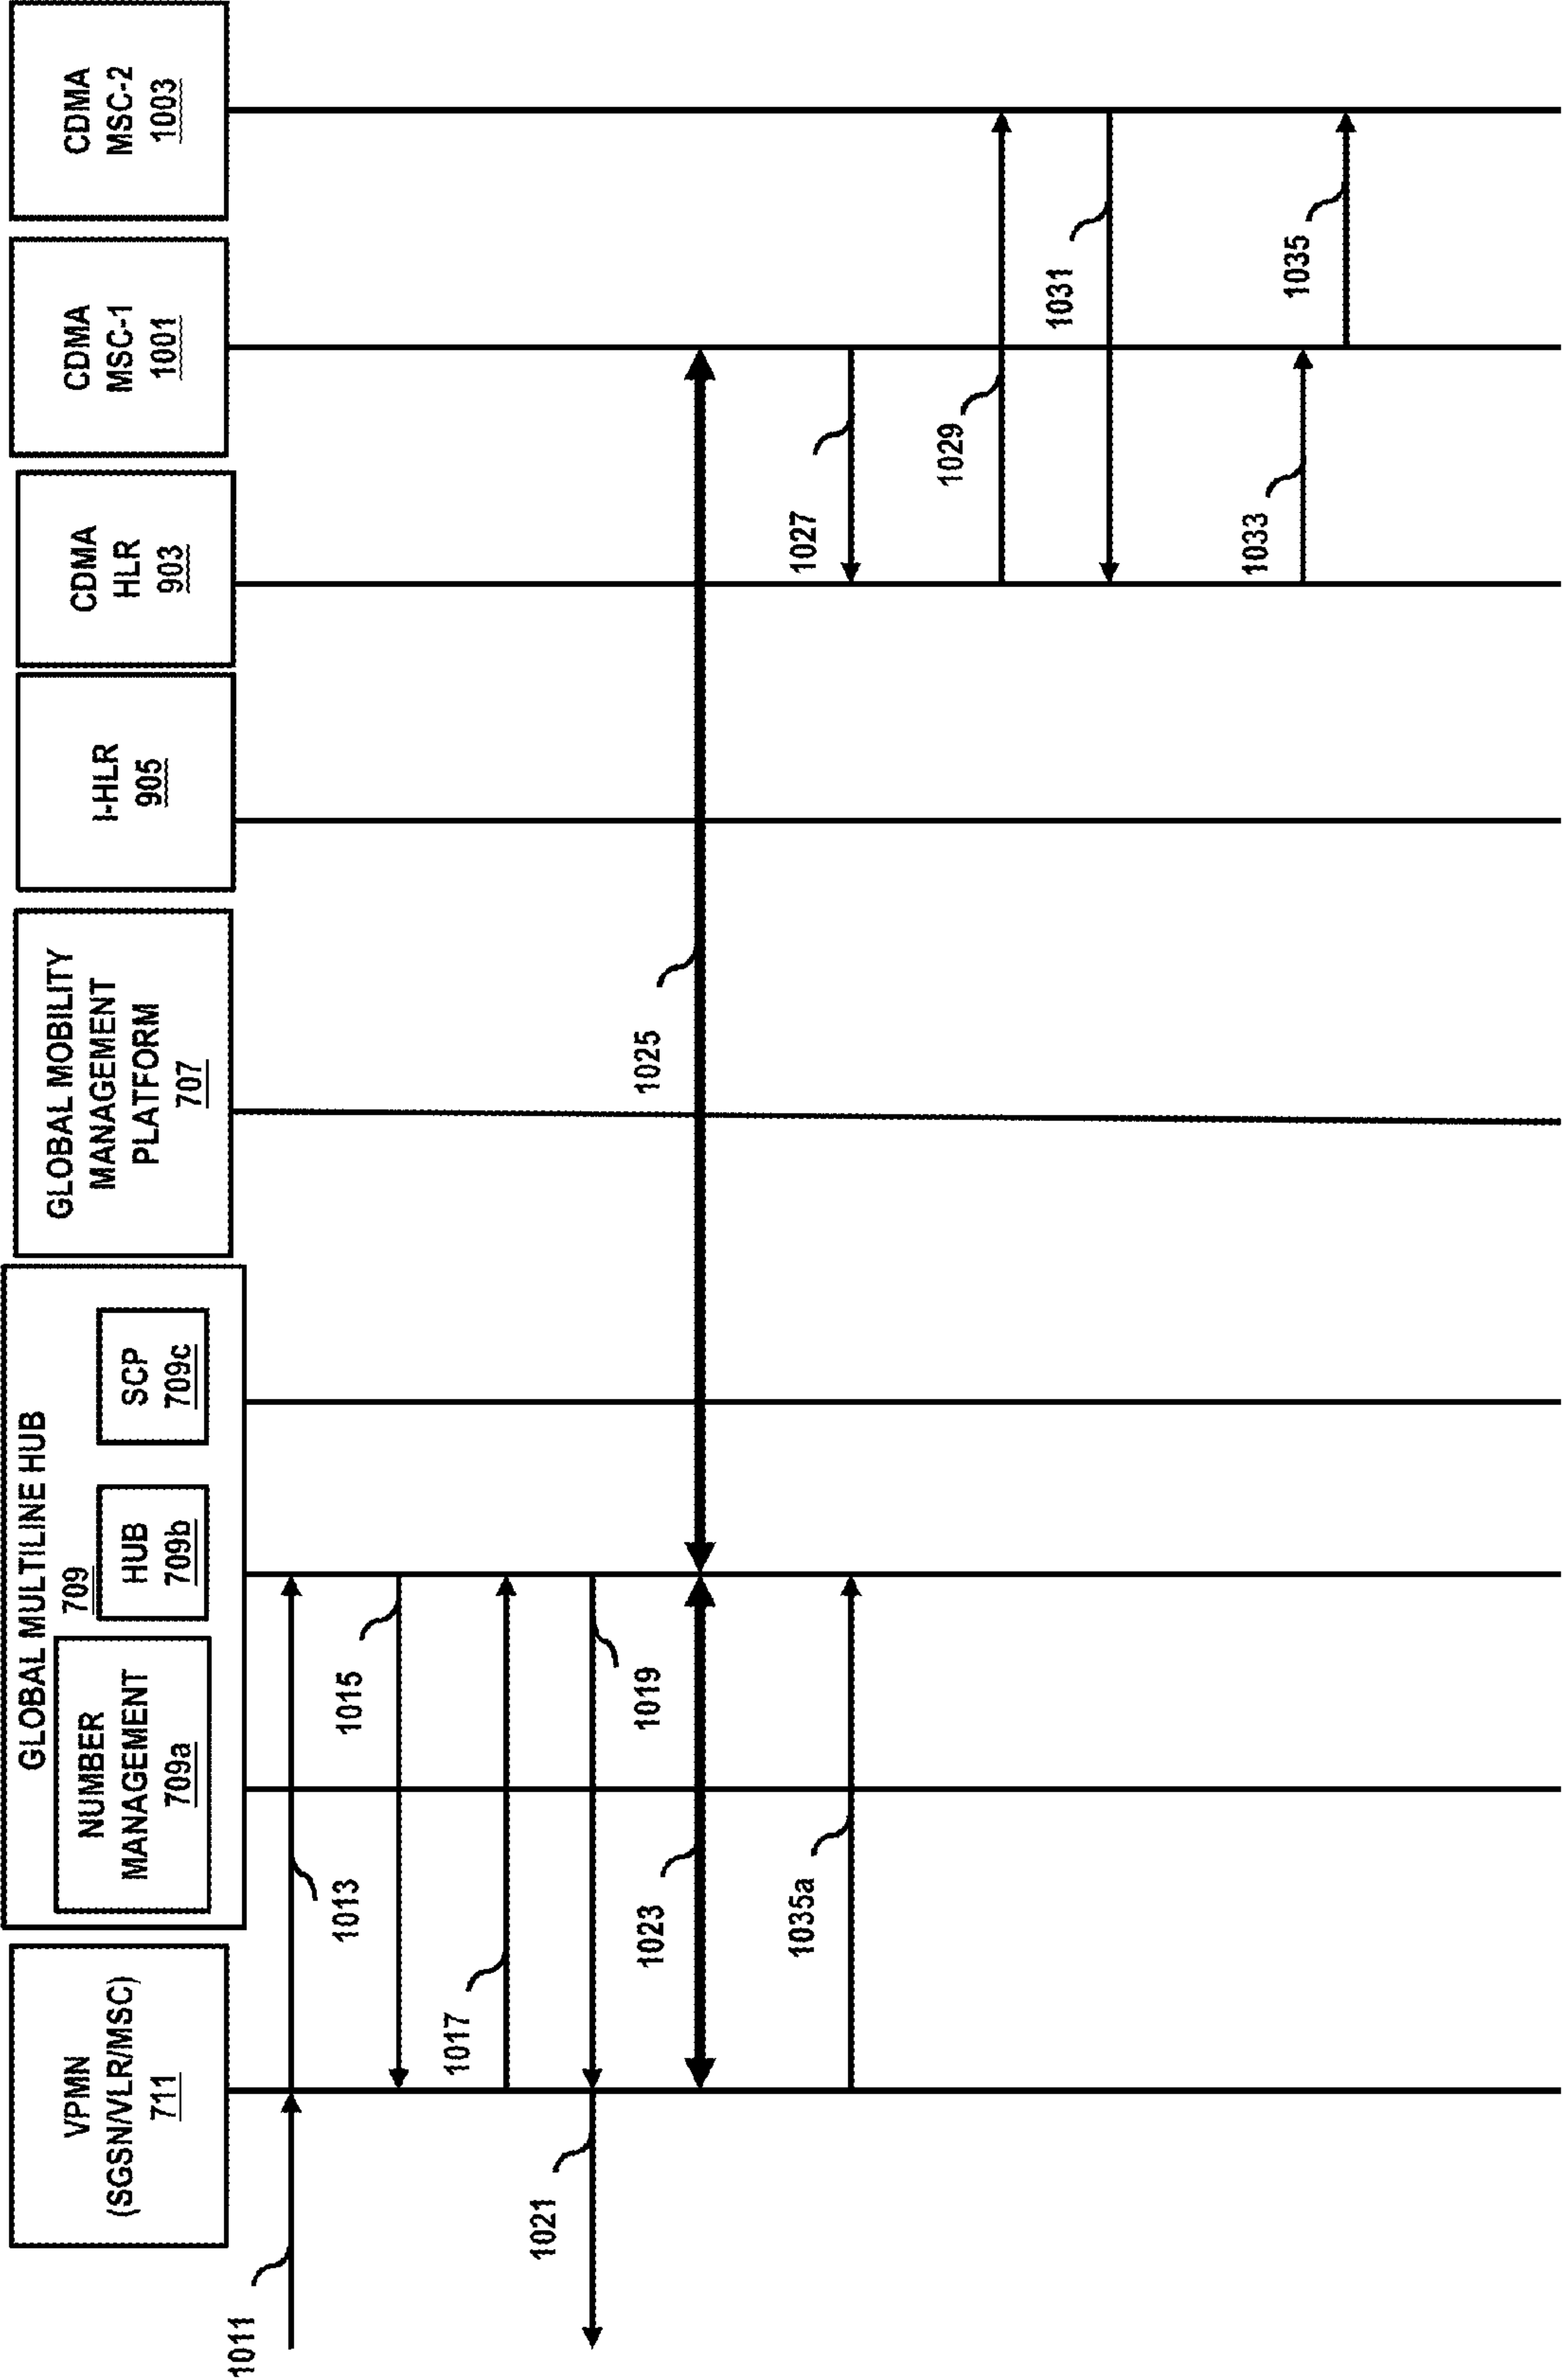 VPMN
(SGSN/VLR/MSC)
711
GLOBAL MULTILINE HUB
709
NUMBER
MANAGEMENT
709a
HUB
709b
SCP
709c
GLOBAL MOBILITY
MANAGEMENT
PLATFORM
707
I-HLR
905
CDMA
HLR
903
CDMA
MSC-1
1001
CDMA
MSC-2
1003
1011
1013
1015
1017
1019
1021
1023
1025
1035a
1027
1029
1031
1033
1035